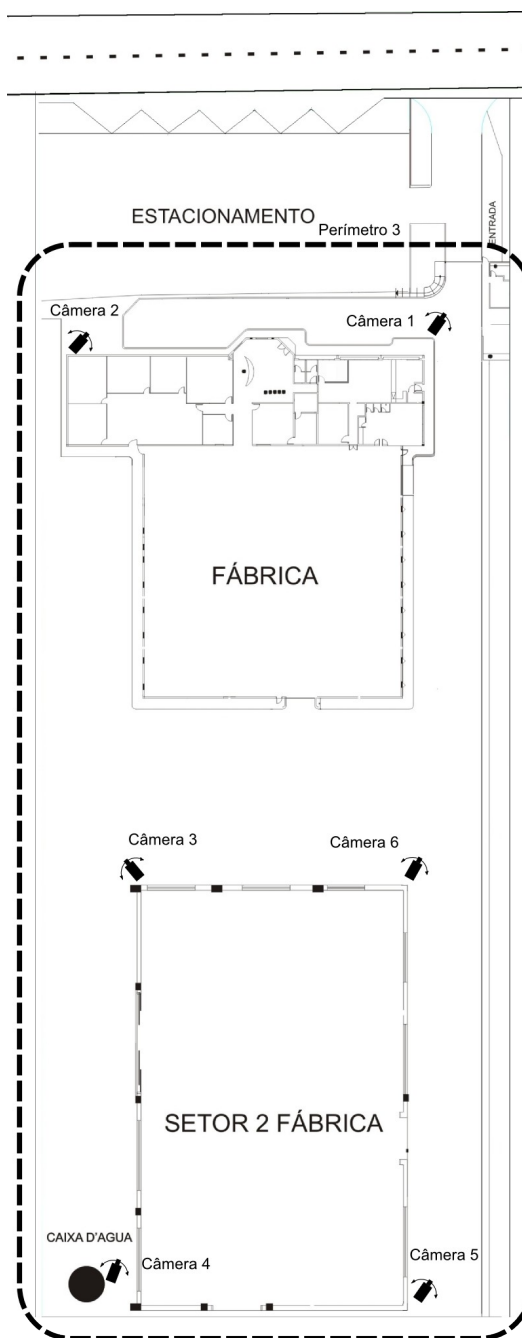 ESTACIONAMENTO
ENTRADA
Perímetro 3
Câmera 2
Câmera 1
FÁBRICA
Câmera 3
Câmera 6
SETOR 2 FÁBRICA
CAIXA D'AGUA
Câmera 4
Câmera 5